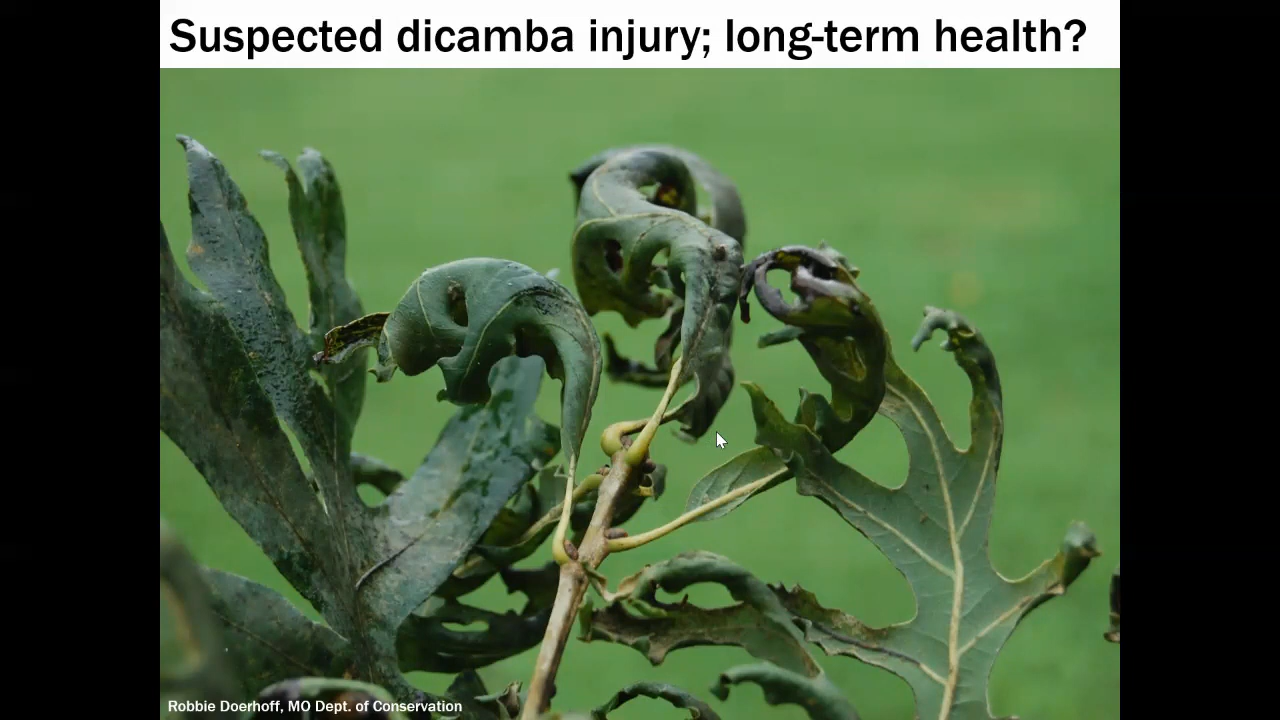 Suspected dicamba injury; long-term health?
Robbie Doerhoff, MO Dept. of Conservation